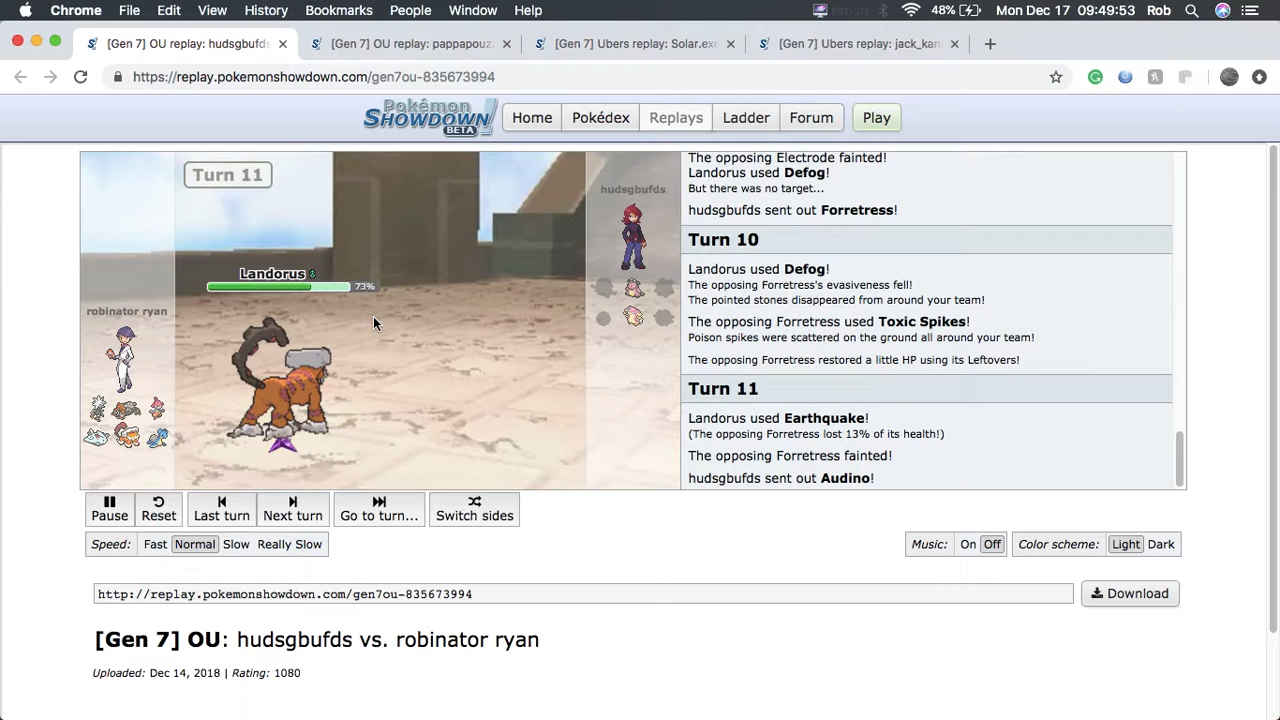 Chrome File Edit View History Bookmarks People Window Help 48% Mon Dec 17 09:49:53 Rob
[Gen 7] OU replay: hudsgbufds
[Gen 7] OU replay: pappapouz
[Gen 7] Ubers replay: Solar.ex
[Gen 7] Ubers replay: jack_kan
https://replay.pokemonshowdown.com/gen7ou-835673994
Pokémon SHOWDOWN! BETA
Home Pokédex Replays Ladder Forum Play
Turn 11
hudsgbufds
Landorus
73%
robinator ryan
The opposing Electrode fainted!
Landorus used Defog!
But there was no target...
hudsgbufds sent out Forretress!
Turn 10
Landorus used Defog!
The opposing Forretress's evasiveness fell!
The pointed stones disappeared from around your team!
The opposing Forretress used Toxic Spikes!
Poison spikes were scattered on the ground all around your team!
The opposing Forretress restored a little HP using its Leftovers!
Turn 11
Landorus used Earthquake!
(The opposing Forretress lost 13% of its health!)
The opposing Forretress fainted!
hudsgbufds sent out Audino!
Pause Reset Last turn Next turn Go to turn... Switch sides
Speed: Fast Normal Slow Really Slow Music: On Off Color scheme: Light Dark
http://replay.pokemonshowdown.com/gen7ou-835673994 Download
[Gen 7] OU: hudsgbufds vs. robinator ryan
Uploaded: Dec 14, 2018 | Rating: 1080